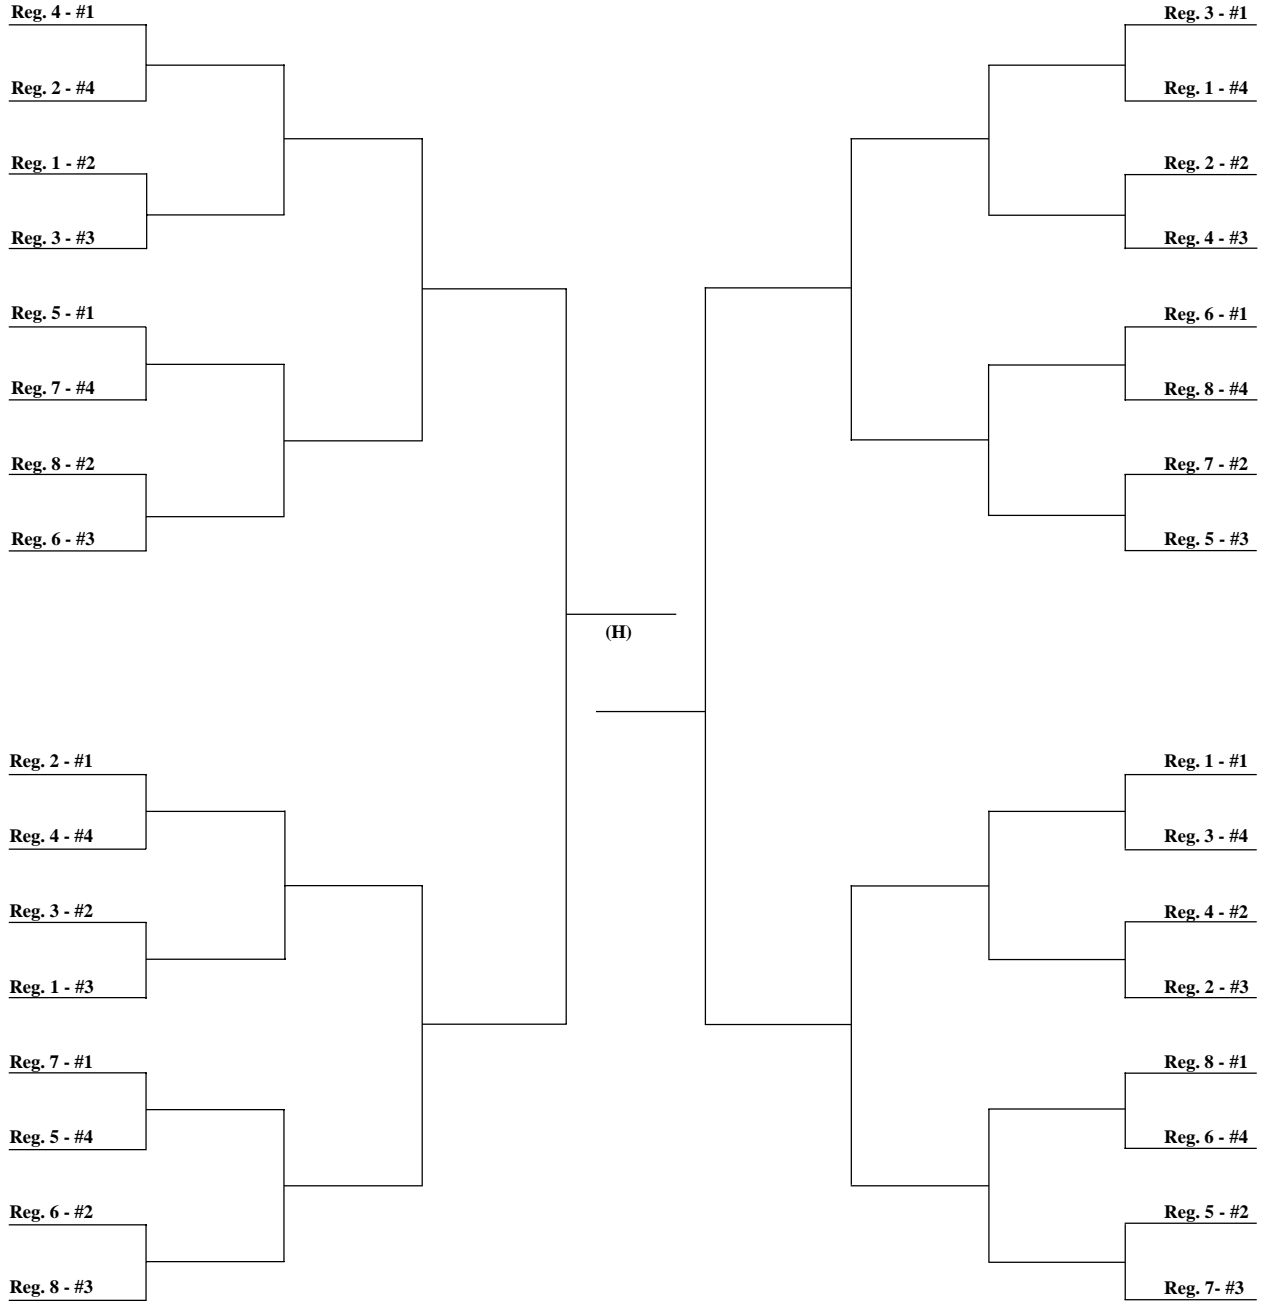 Reg. 4 - #1
Reg. 2 - #4
Reg. 1 - #2
Reg. 3 - #3
Reg. 5 - #1
Reg. 7 - #4
Reg. 8 - #2
Reg. 6 - #3
Reg. 2 - #1
Reg. 4 - #4
Reg. 3 - #2
Reg. 1 - #3
Reg. 7 - #1
Reg. 5 - #4
Reg. 6 - #2
Reg. 8 - #3
(H)
Reg. 3 - #1
Reg. 1 - #4
Reg. 2 - #2
Reg. 4 - #3
Reg. 6 - #1
Reg. 8 - #4
Reg. 7 - #2
Reg. 5 - #3
Reg. 1 - #1
Reg. 3 - #4
Reg. 4 - #2
Reg. 2 - #3
Reg. 8 - #1
Reg. 6 - #4
Reg. 5 - #2
Reg. 7- #3